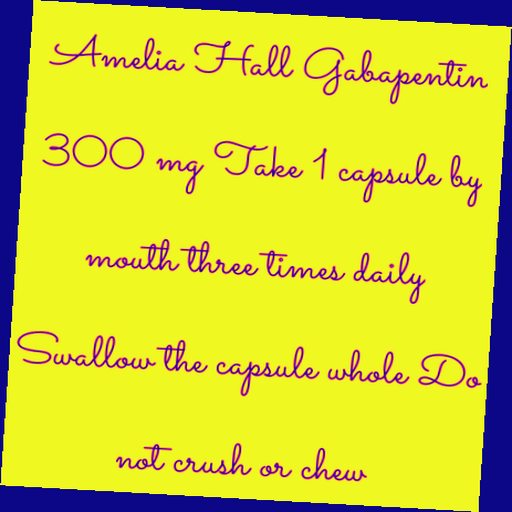 Amelia Hall Gabapentin
300 mg Take 1 capsule by
mouth three times daily
Swallow the capsule whole Do
not crush or chew